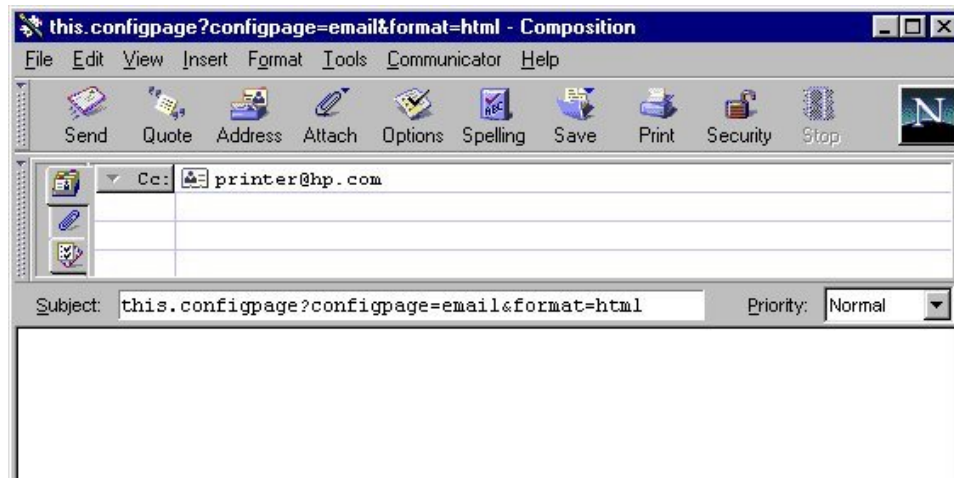 this.configpage?configpage=email&format=html - Composition
File Edit View Insert Format Tools Communicator Help
Send Quote Address Attach Options Spelling Save Print Security Stop
N
Cc: printer@hp.com
Subject: this.configpage?configpage=email&format=html Priority: Normal